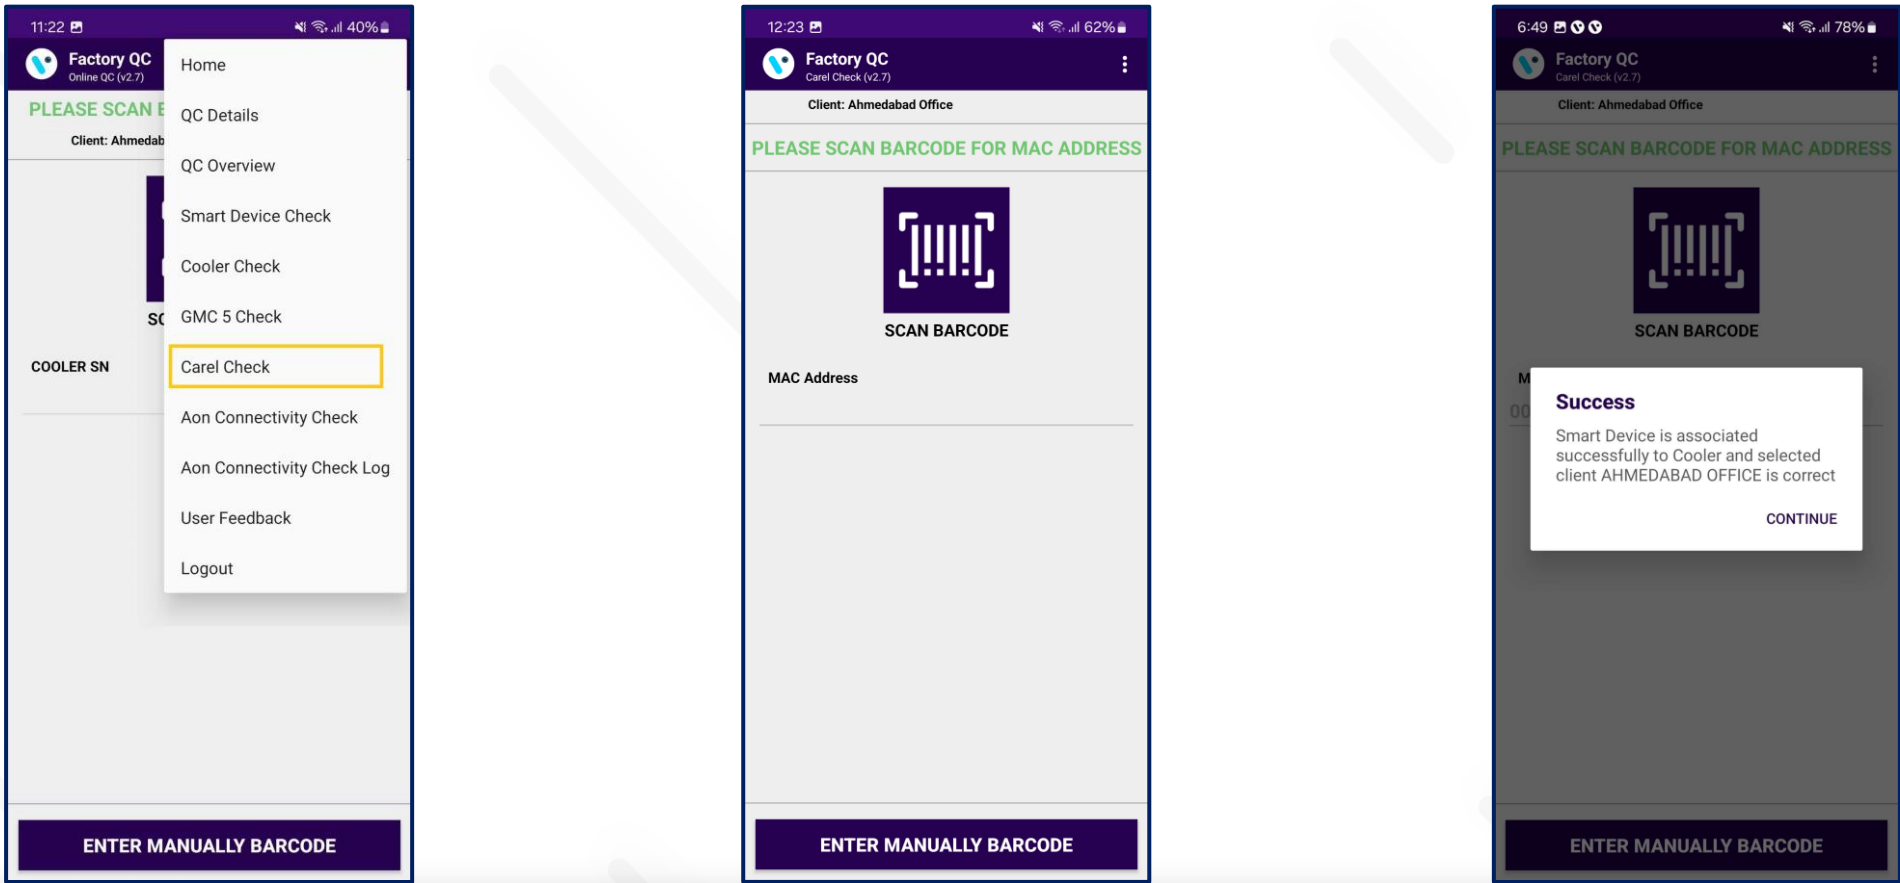 11:22
40%
Factory QC
Online QC (v2.7)
PLEASE SCAN
Client: Ahmedab
COOLER SN
Home
QC Details
QC Overview
Smart Device Check
Cooler Check
GMC 5 Check
Carel Check
Aon Connectivity Check
Aon Connectivity Check Log
User Feedback
Logout
ENTER MANUALLY BARCODE
12:23
62%
Factory QC
Carel Check (v2.7)
Client: Ahmedabad Office
PLEASE SCAN BARCODE FOR MAC ADDRESS
SCAN BARCODE
MAC Address
ENTER MANUALLY BARCODE
6:49
78%
Factory QC
Carel Check (v2.7)
Client: Ahmedabad Office
PLEASE SCAN BARCODE FOR MAC ADDRESS
SCAN BARCODE
M
00
Success
Smart Device is associated
successfully to Cooler and selected
client AHMEDABAD OFFICE is correct
CONTINUE
ENTER MANUALLY BARCODE